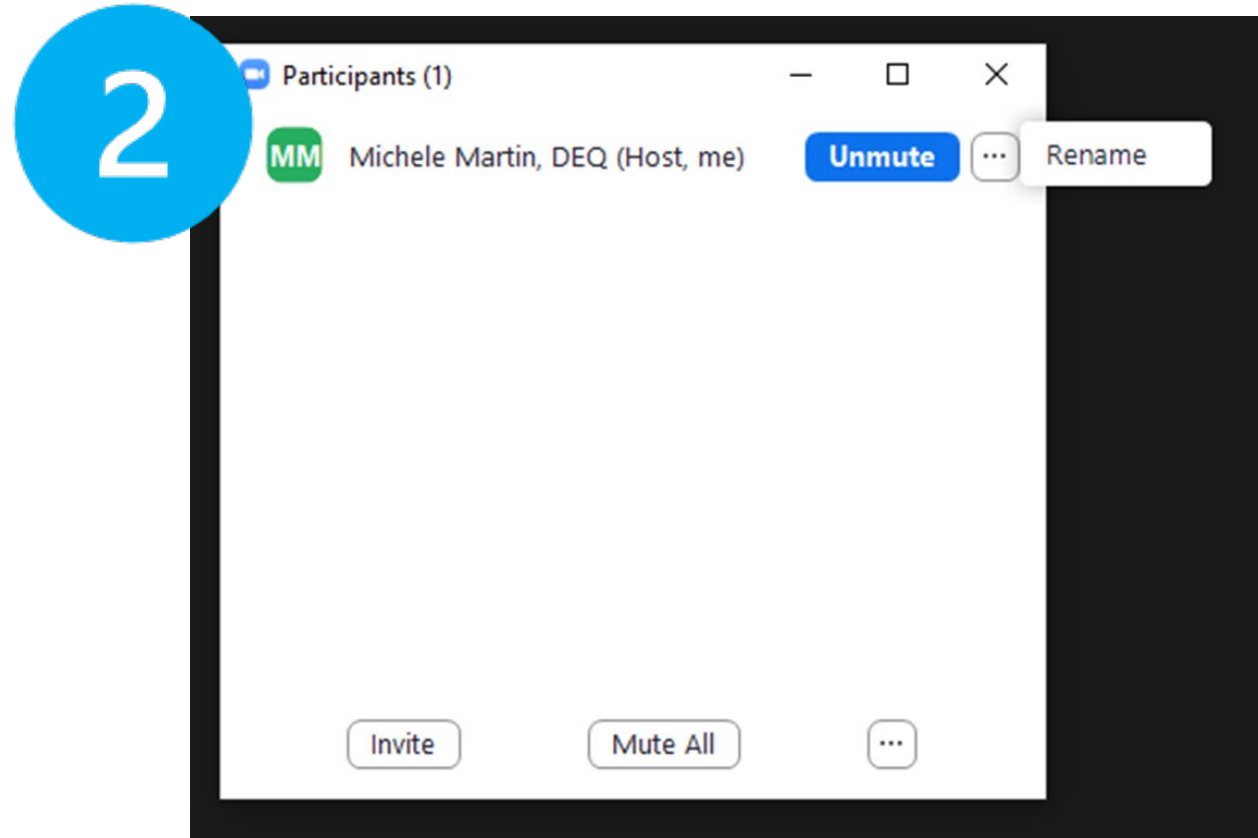 2
Participants (1)
MM Michele Martin, DEQ (Host, me) Unmute ... Rename
Invite Mute All ...